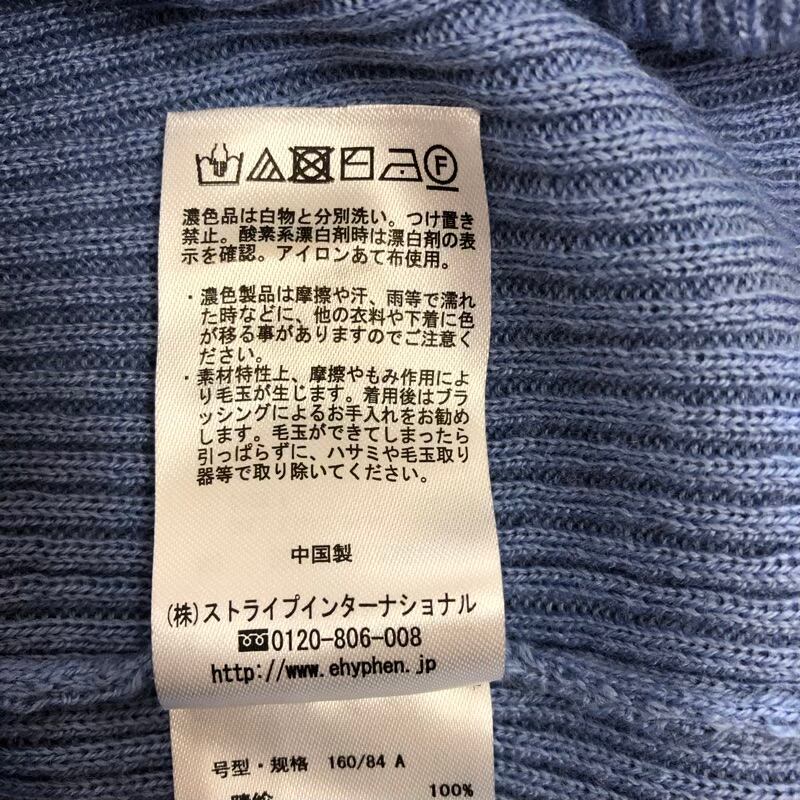 F
濃色品は白物と分別洗い。つけ置き
禁止。酸素系漂白剤時は漂白剤の表
示を確認。アイロンあて布使用。
・濃色製品は摩擦や汗、雨等で濡れ
た時などに、他の衣料や下着に色
が移る事がありますのでご注意く
ださい。
・素材特性上、摩擦やもみ作用によ
り毛玉が生じます。着用後はブラ
ッシングによるお手入れをお勧め
します。毛玉ができてしまったら
引っぱらずに、ハサミや毛玉取り
器等で取り除いてください。
中国製
(株)ストライプインターナショナル
0120-806-008
http://www.ehyphen.jp
号型・规格 160/84 A
100%